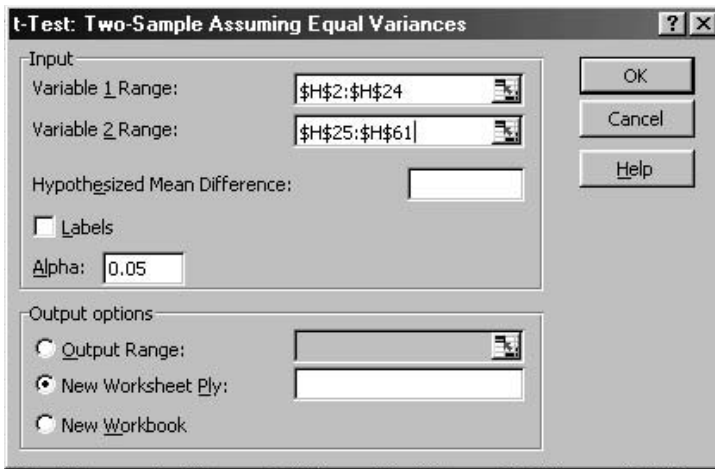 t-Test: Two-Sample Assuming Equal Variances
Input
Variable 1 Range:
$H$2:$H$24
Variable 2 Range:
$H$25:$H$61
Hypothesized Mean Difference:
Labels
Alpha:
0.05
OK
Cancel
Help
Output options
Output Range:
New Worksheet Ply:
New Workbook